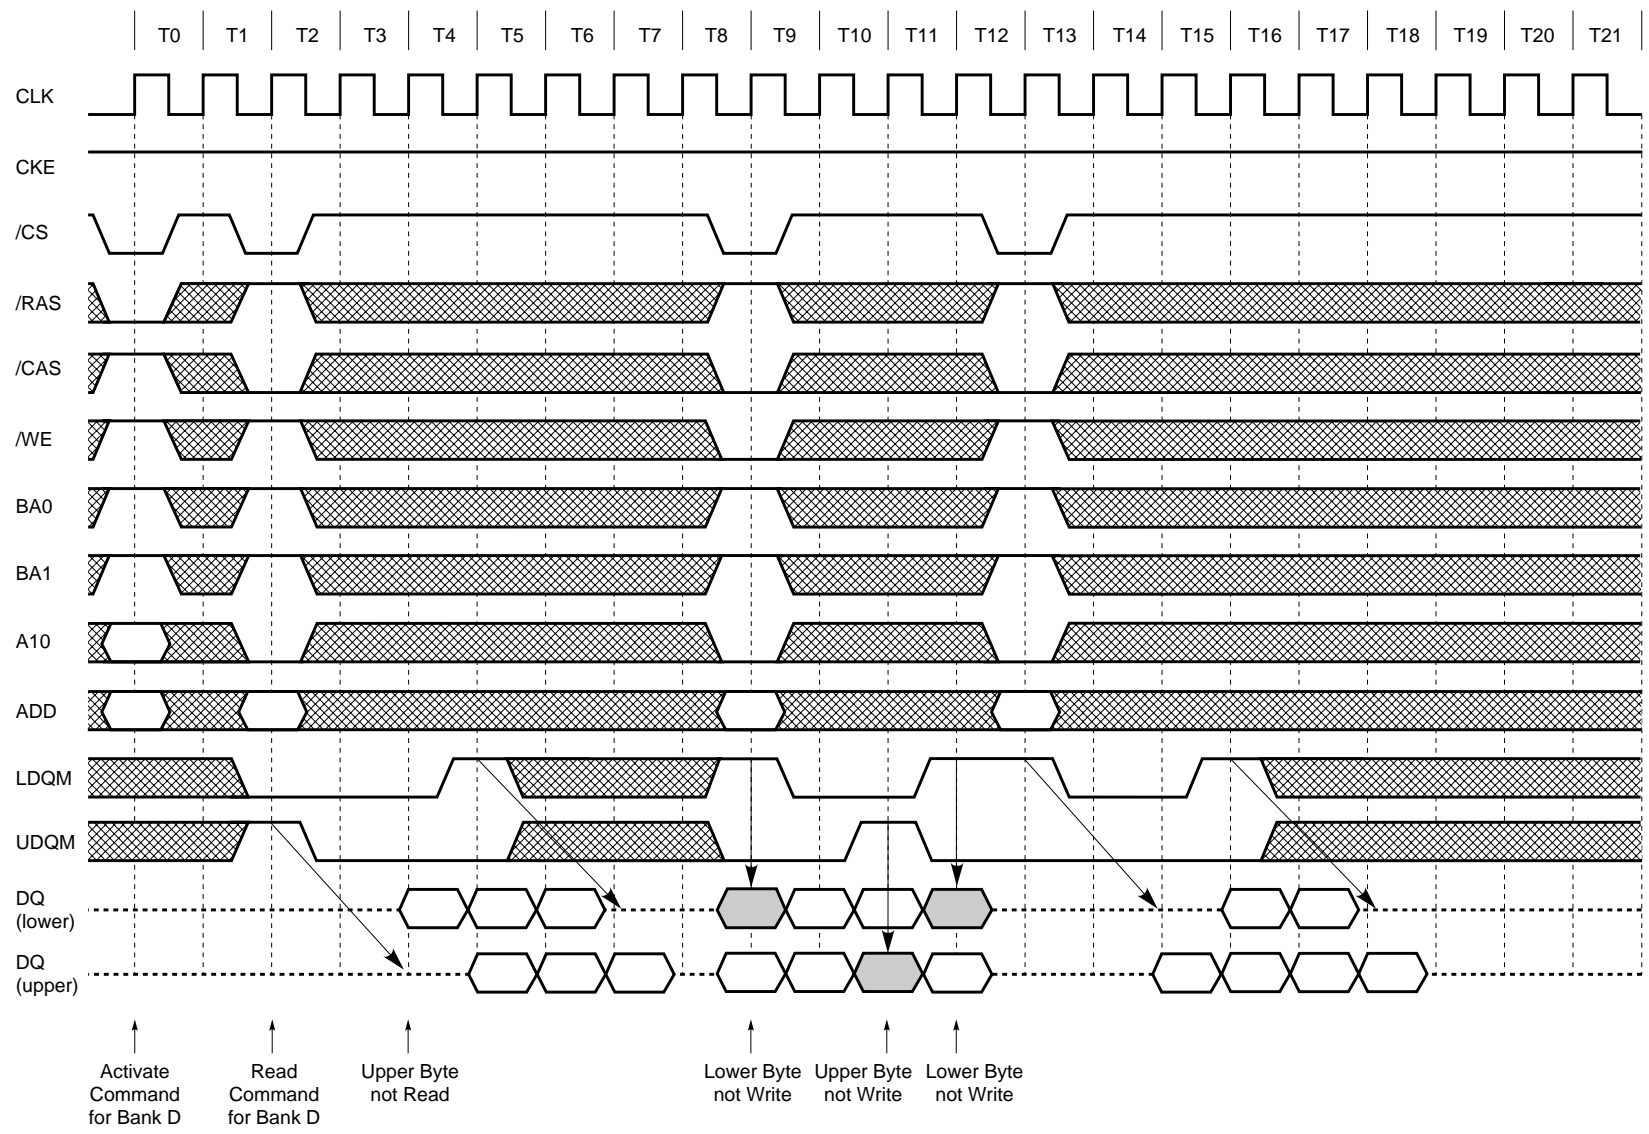 T0 T1 T2 T3 T4 T5 T6 T7 T8 T9 T10 T11 T12 T13 T14 T15 T16 T17 T18 T19 T20 T21
CLK
CKE
/CS
/RAS
/CAS
/WE
BA0
BA1
A10
ADD
LDQM
UDQM
DQ
(lower)
DQ
(upper)
Activate
Command
for Bank D
Read
Command
for Bank D
Upper Byte
not Read
Lower Byte
not Write
Upper Byte
not Write
Lower Byte
not Write